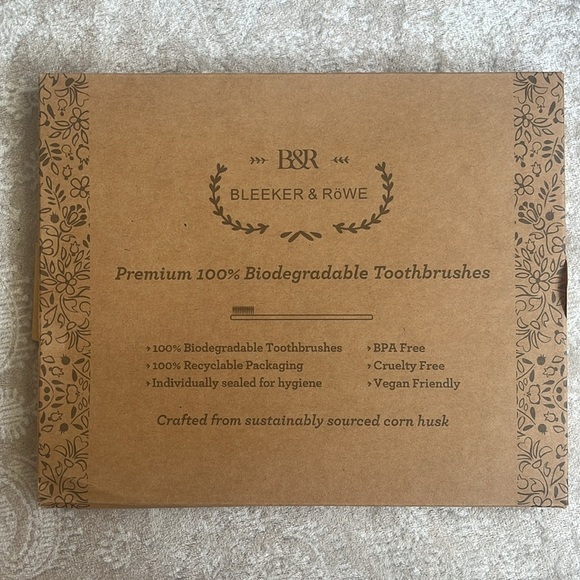 B&R
BLEEKER & RöWE
Premium 100% Biodegradable Toothbrushes
› 100% Biodegradable Toothbrushes
› 100% Recyclable Packaging
› Individually sealed for hygiene
› BPA Free
› Cruelty Free
› Vegan Friendly
Crafted from sustainably sourced corn husk